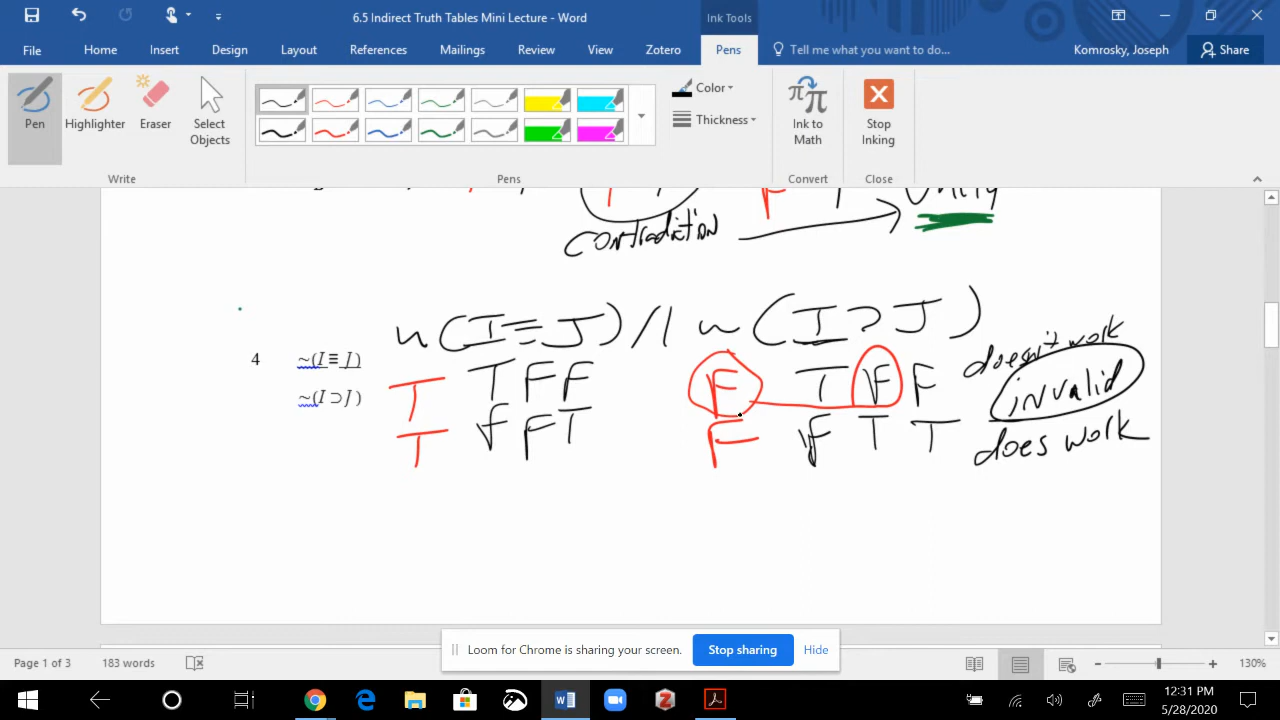 6.5 Indirect Truth Tables Mini Lecture - Word
Ink Tools
File Home Insert Design Layout References Mailings Review View Zotero Pens Tell me what you want to do... Komrosky, Joseph Share
Pen Highlighter Eraser Select Objects
Color
Thickness
Ink to Math
Stop Inking
Write Pens Convert Close
contradiction
~(I ≡ J) // ~(I ⊃ J)
4 ~(I ≡ J)
~(I ⊃ J)
T T F F F T F F doesn't work
invalid
T F F T F F T T does work
Loom for Chrome is sharing your screen. Stop sharing Hide
Page 1 of 3 183 words 130%
12:31 PM
5/28/2020